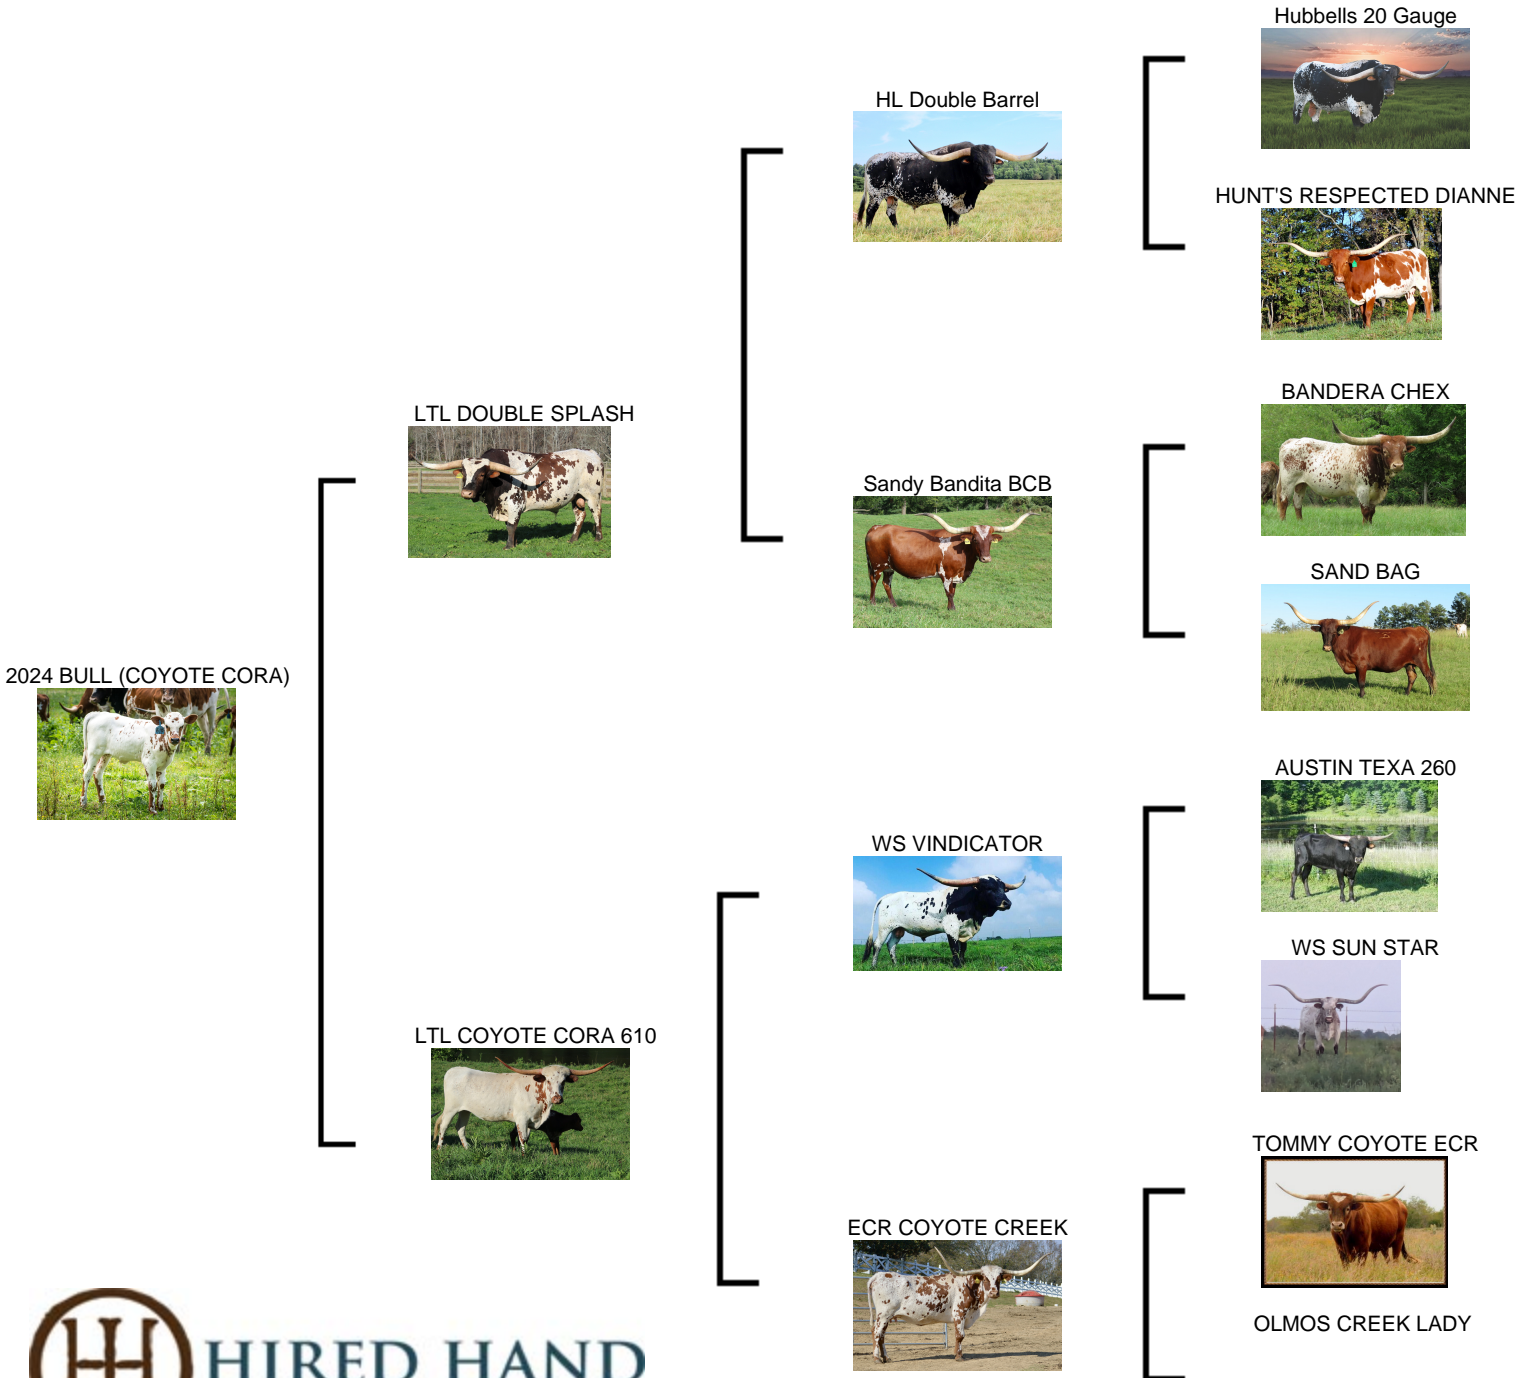 Hubbells 20 Gauge
HL Double Barrel
HUNT'S RESPECTED DIANNE
BANDERA CHEX
LTL DOUBLE SPLASH
Sandy Bandita BCB
SAND BAG
2024 BULL (COYOTE CORA)
AUSTIN TEXA 260
WS VINDICATOR
WS SUN STAR
LTL COYOTE CORA 610
TOMMY COYOTE ECR
ECR COYOTE CREEK
OLMOS CREEK LADY
HIRED HAND